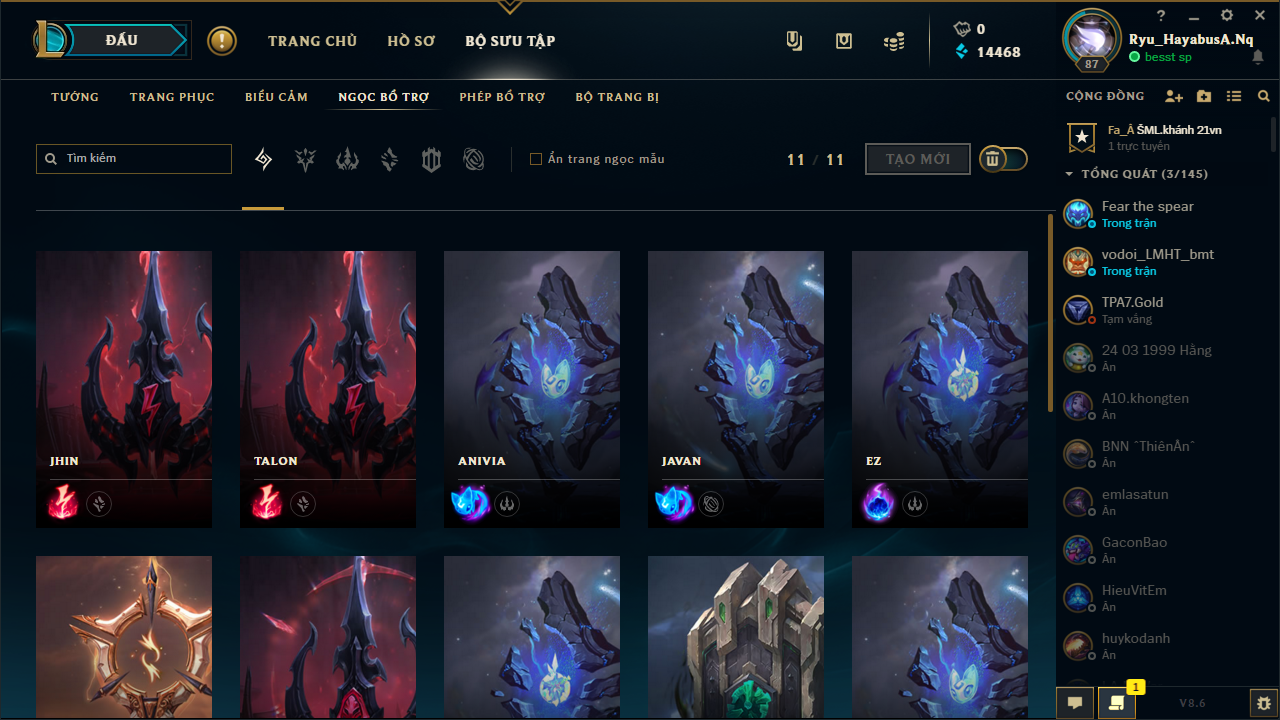 ĐẤU
!
TRANG CHỦ
HỒ SƠ
BỘ SƯU TẬP
0
14468
?
87
Ryu_HayabusA.Nq
besst sp
TƯỚNG
TRANG PHỤC
BIỂU CẢM
NGỌC BỔ TRỢ
PHÉP BỔ TRỢ
BỘ TRANG BỊ
CỘNG ĐỒNG
Tìm kiếm
Ẩn trang ngọc mẫu
11 / 11
TẠO MỚI
Fa_Â ŠML.khánh 21vn
1 trực tuyến
TỔNG QUÁT (3/145)
Fear the spear
Trong trận
vodoi_LMHT_bmt
Trong trận
TPA7.Gold
Tạm vắng
24 03 1999 Hằng
Ẩn
A10.khongten
Ẩn
BNN ˆThiênÂnˆ
Ẩn
emlasatun
Ẩn
GaconBao
Ẩn
HieuVitEm
Ẩn
huykodanh
Ẩn
JHIN
TALON
ANIVIA
JAVAN
EZ
1
V8.6